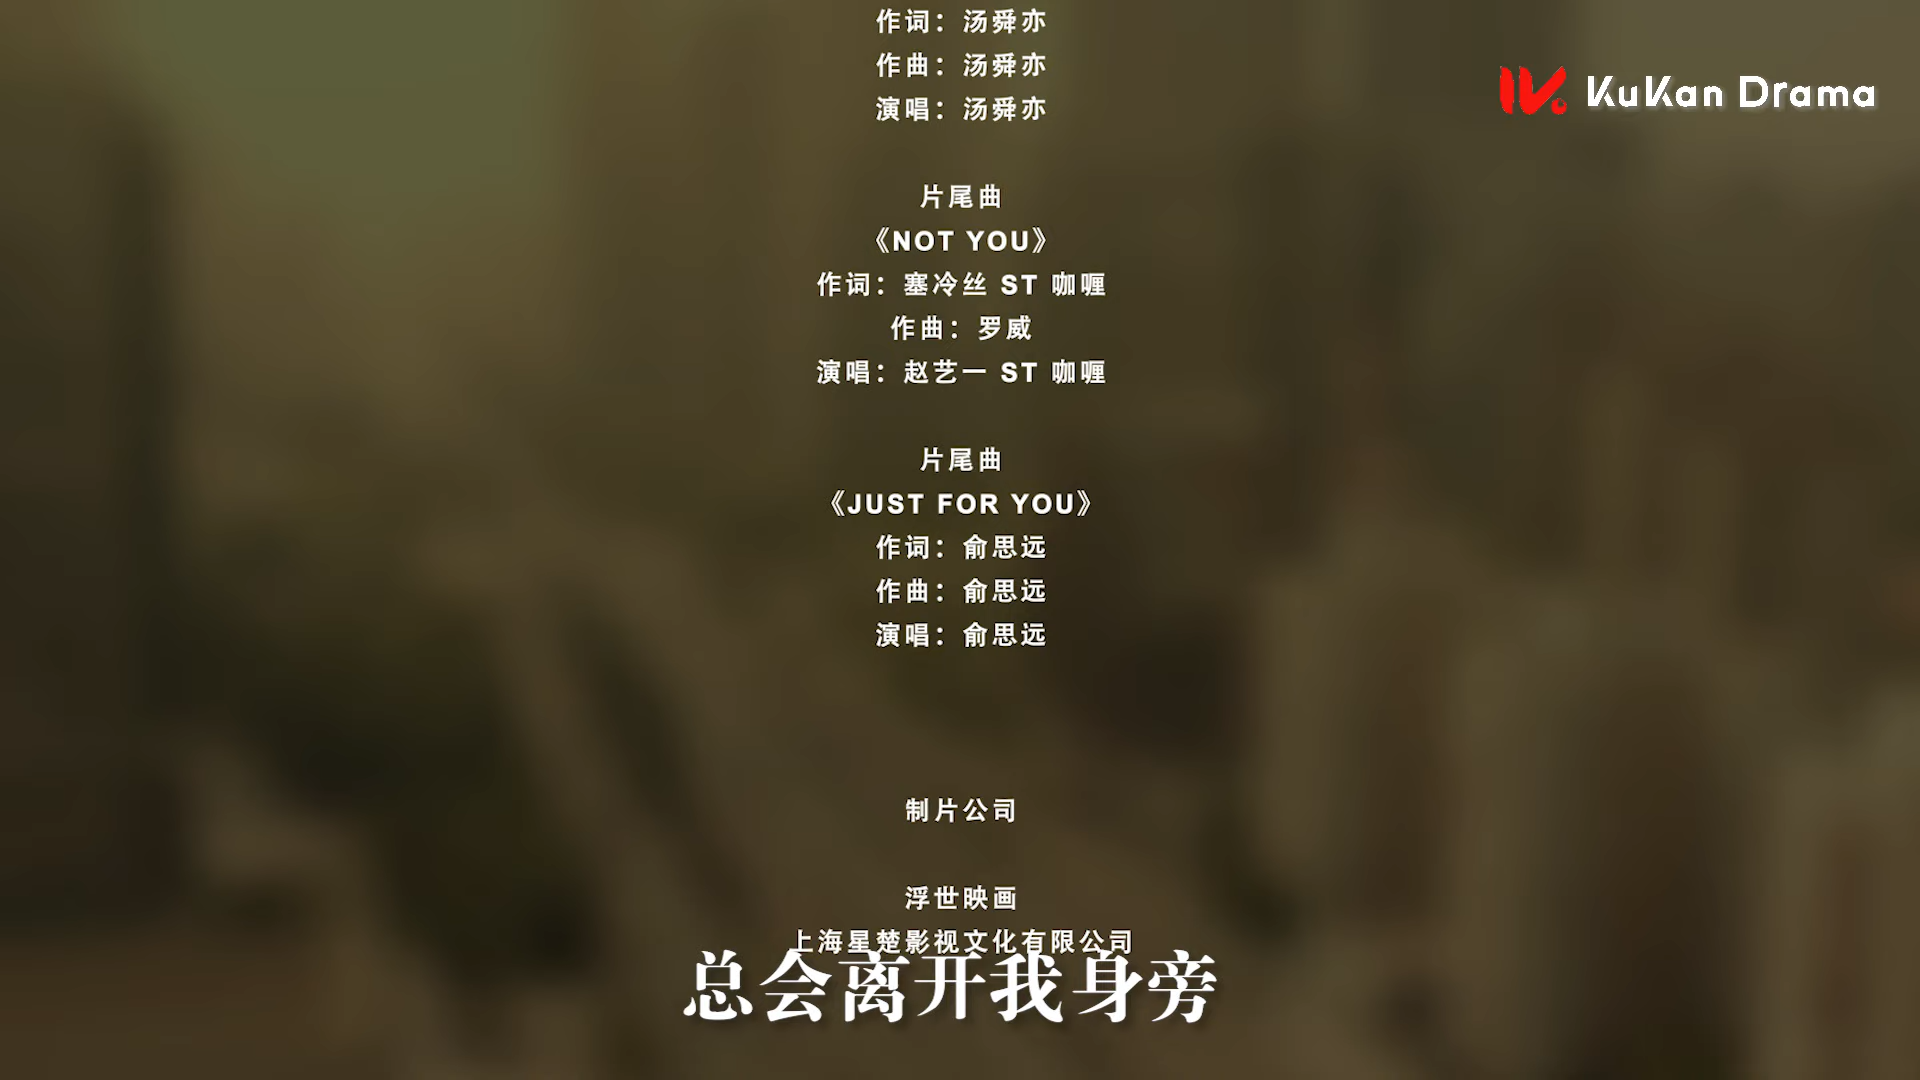 作词：汤舜亦
作曲：汤舜亦
演唱：汤舜亦
KuKan Drama
片尾曲
《NOT YOU》
作词：塞冷丝 ST 咖喱
作曲：罗威
演唱：赵艺一 ST 咖喱
片尾曲
《JUST FOR YOU》
作词：俞思远
作曲：俞思远
演唱：俞思远
制片公司
浮世映画
上海星楚影视文化有限公司
总会离开我身旁